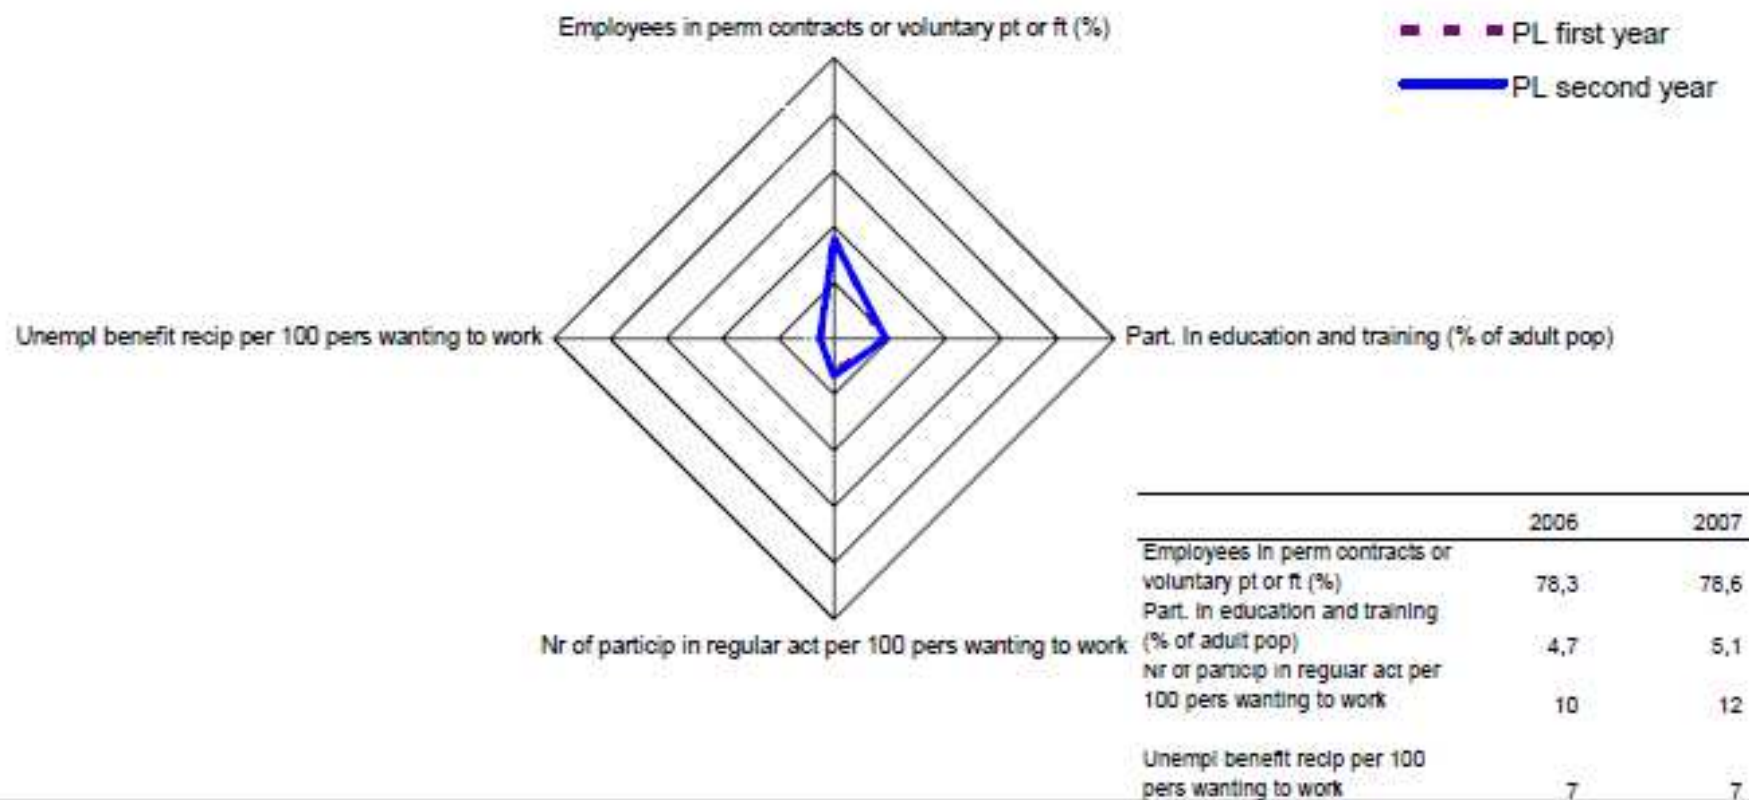 Employees in perm contracts or voluntary pt or ft (%)
PL first year
PL second year
Unempl benefit recip per 100 pers wanting to work
Part. In education and training (% of adult pop)
Nr of particip in regular act per 100 pers wanting to work
2006 2007
Employees in perm contracts or
voluntary pt or ft (%) 78,3 78,6
Part. In education and training
(% of adult pop) 4,7 5,1
Nr of particip in regular act per
100 pers wanting to work 10 12
Unempl benefit recip per 100
pers wanting to work 7 7